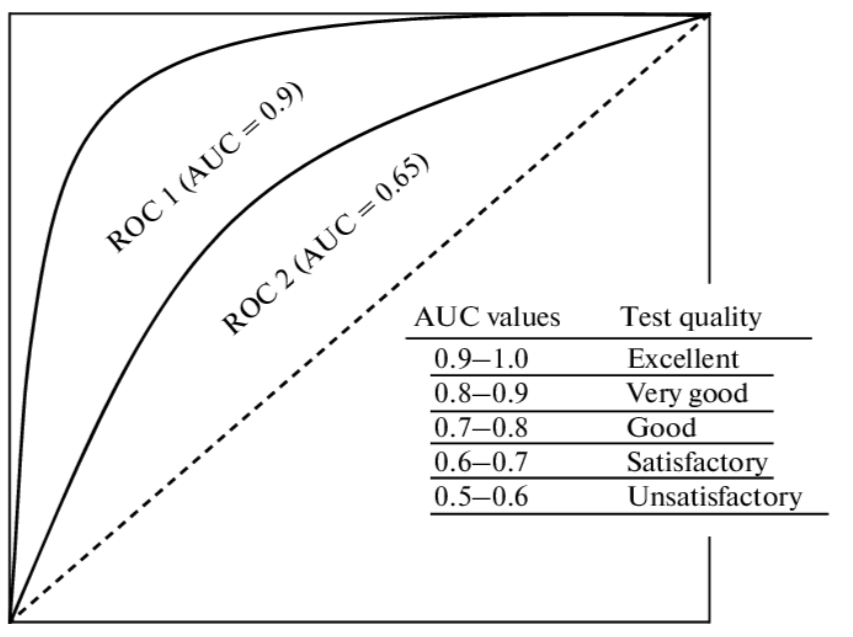 ROC 1 (AUC = 0.9)
ROC 2 (AUC = 0.65)
AUC values Test quality
0.9–1.0 Excellent
0.8–0.9 Very good
0.7–0.8 Good
0.6–0.7 Satisfactory
0.5–0.6 Unsatisfactory